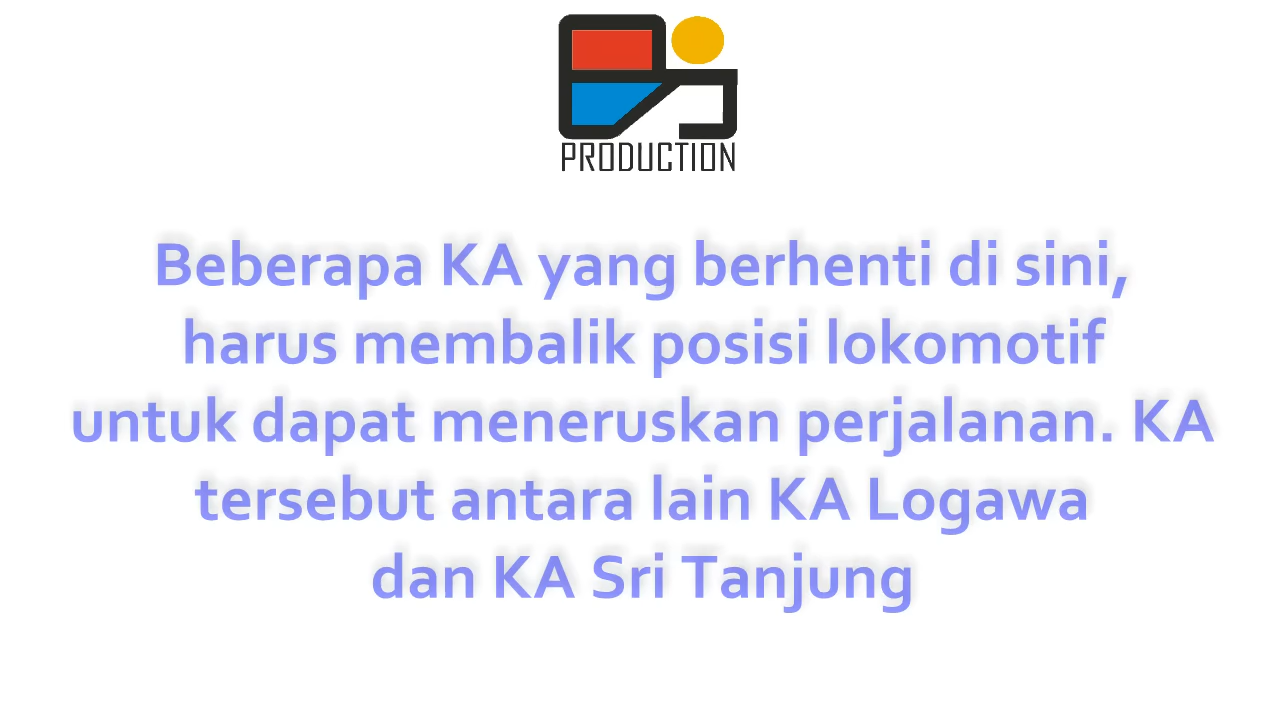 PRODUCTION
Beberapa KA yang berhenti di sini,
harus membalik posisi lokomotif
untuk dapat meneruskan perjalanan. KA
tersebut antara lain KA Logawa
dan KA Sri Tanjung